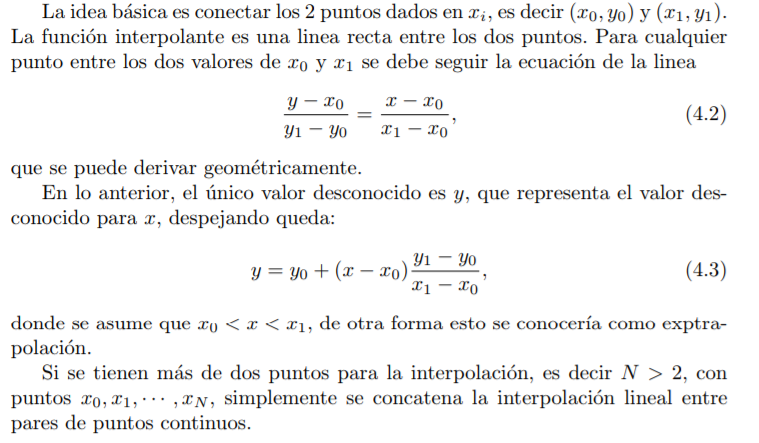 La idea básica es conectar los 2 puntos dados en $x_i$, es decir $(x_0, y_0)$ y $(x_1, y_1)$.
La función interpolante es una linea recta entre los dos puntos. Para cualquier
punto entre los dos valores de $x_0$ y $x_1$ se debe seguir la ecuación de la linea
$\frac{y - x_0}{y_1 - y_0} = \frac{x - x_0}{x_1 - x_0},$ (4.2)
que se puede derivar geométricamente.
En lo anterior, el único valor desconocido es $y$, que representa el valor des-
conocido para $x$, despejando queda:
$y = y_0 + (x - x_0)\frac{y_1 - y_0}{x_1 - x_0},$ (4.3)
donde se asume que $x_0 < x < x_1$, de otra forma esto se conocería como exptra-
polación.
Si se tienen más de dos puntos para la interpolación, es decir $N > 2$, con
puntos $x_0, x_1, \cdots, x_N$, simplemente se concatena la interpolación lineal entre
pares de puntos continuos.